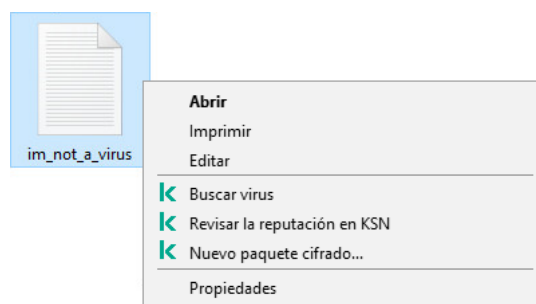 im_not_a_virus
Abrir
Imprimir
Editar
Buscar virus
Revisar la reputación en KSN
Nuevo paquete cifrado...
Propiedades